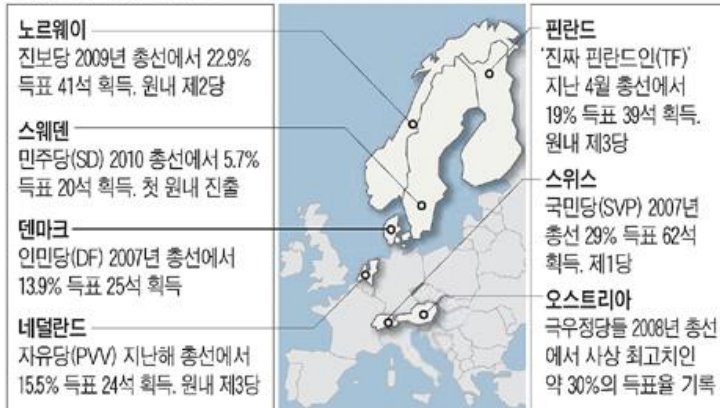 노르웨이
진보당 2009년 총선에서 22.9%
득표 41석 획득. 원내 제2당
스웨덴
민주당(SD) 2010 총선에서 5.7%
득표 20석 획득. 첫 원내 진출
덴마크
인민당(DF) 2007년 총선에서
13.9% 득표 25석 획득
네덜란드
자유당(PVV) 지난해 총선에서
15.5% 득표 24석 획득. 원내 제3당
핀란드
‘진짜 핀란드인(TF)’
지난 4월 총선에서
19% 득표 39석 획득.
원내 제3당
스위스
국민당(SVP) 2007년
총선 29% 득표 62석
획득. 제1당
오스트리아
극우정당들 2008년 총선
에서 사상 최고치인
약 30%의 득표율 기록